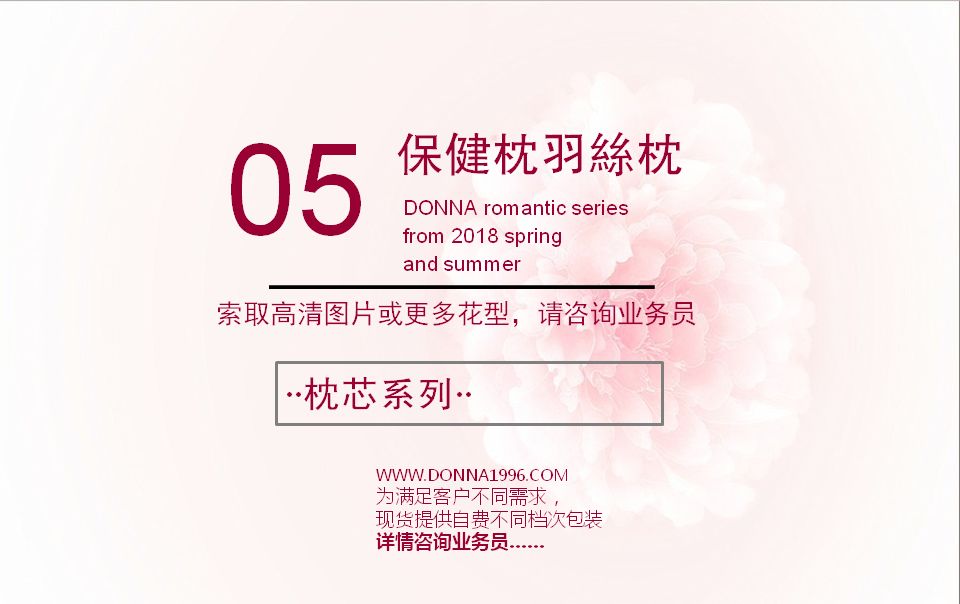 05
保健枕羽絲枕
DONNA romantic series
from 2018 spring
and summer
索取高清图片或更多花型，请咨询业务员
··枕芯系列··
WWW.DONNA1996.COM
为满足客户不同需求，
现货提供自费不同档次包装
详情咨询业务员......